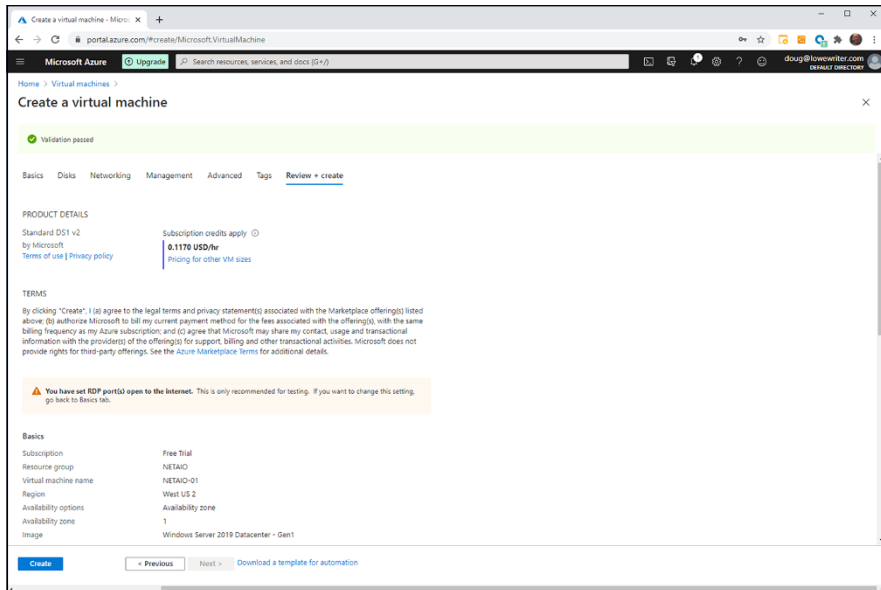 Create a virtual machine - Micros
portal.azure.com/#create/Microsoft.VirtualMachine
Microsoft Azure
Upgrade
Search resources, services, and docs (G+/)
1
doug@lowewriter.com
DEFAULT DIRECTORY
Home > Virtual machines >
Create a virtual machine
Validation passed
Basics Disks Networking Management Advanced Tags Review + create
PRODUCT DETAILS
Standard DS1 v2
by Microsoft
Terms of use | Privacy policy
Subscription credits apply
0.1170 USD/hr
Pricing for other VM sizes
TERMS
By clicking "Create", I (a) agree to the legal terms and privacy statement(s) associated with the Marketplace offering(s) listed
above; (b) authorize Microsoft to bill my current payment method for the fees associated with the offering(s), with the same
billing frequency as my Azure subscription; and (c) agree that Microsoft may share my contact, usage and transactional
information with the provider(s) of the offering(s) for support, billing and other transactional activities. Microsoft does not
provide rights for third-party offerings. See the Azure Marketplace Terms for additional details.
You have set RDP port(s) open to the internet. This is only recommended for testing. If you want to change this setting,
go back to Basics tab.
Basics
Subscription Free Trial
Resource group NETAIO
Virtual machine name NETAIO-01
Region West US 2
Availability options Availability zone
Availability zone 1
Image Windows Server 2019 Datacenter - Gen1
Create < Previous Next > Download a template for automation